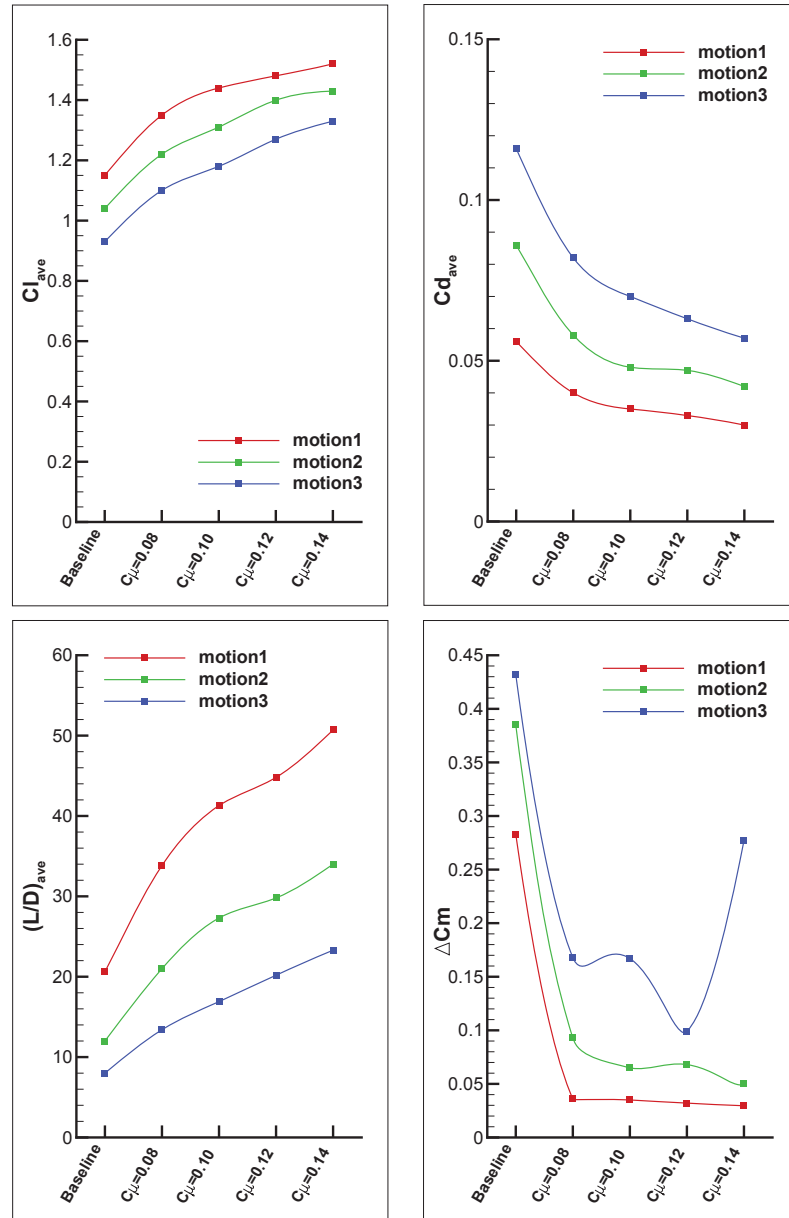 1.6
1.4
1.2
1
0.8
0.6
0.4
0.2
0
Cl_ave
motion1
motion2
motion3
Baseline
Cμ=0.08
Cμ=0.10
Cμ=0.12
Cμ=0.14
0.15
0.1
0.05
0
Cd_ave
motion1
motion2
motion3
Baseline
Cμ=0.08
Cμ=0.10
Cμ=0.12
Cμ=0.14
60
50
40
30
20
10
0
(L/D)_ave
motion1
motion2
motion3
Baseline
Cμ=0.08
Cμ=0.10
Cμ=0.12
Cμ=0.14
0.45
0.4
0.35
0.3
0.25
0.2
0.15
0.1
0.05
0
△Cm
motion1
motion2
motion3
Baseline
Cμ=0.08
Cμ=0.10
Cμ=0.12
Cμ=0.14